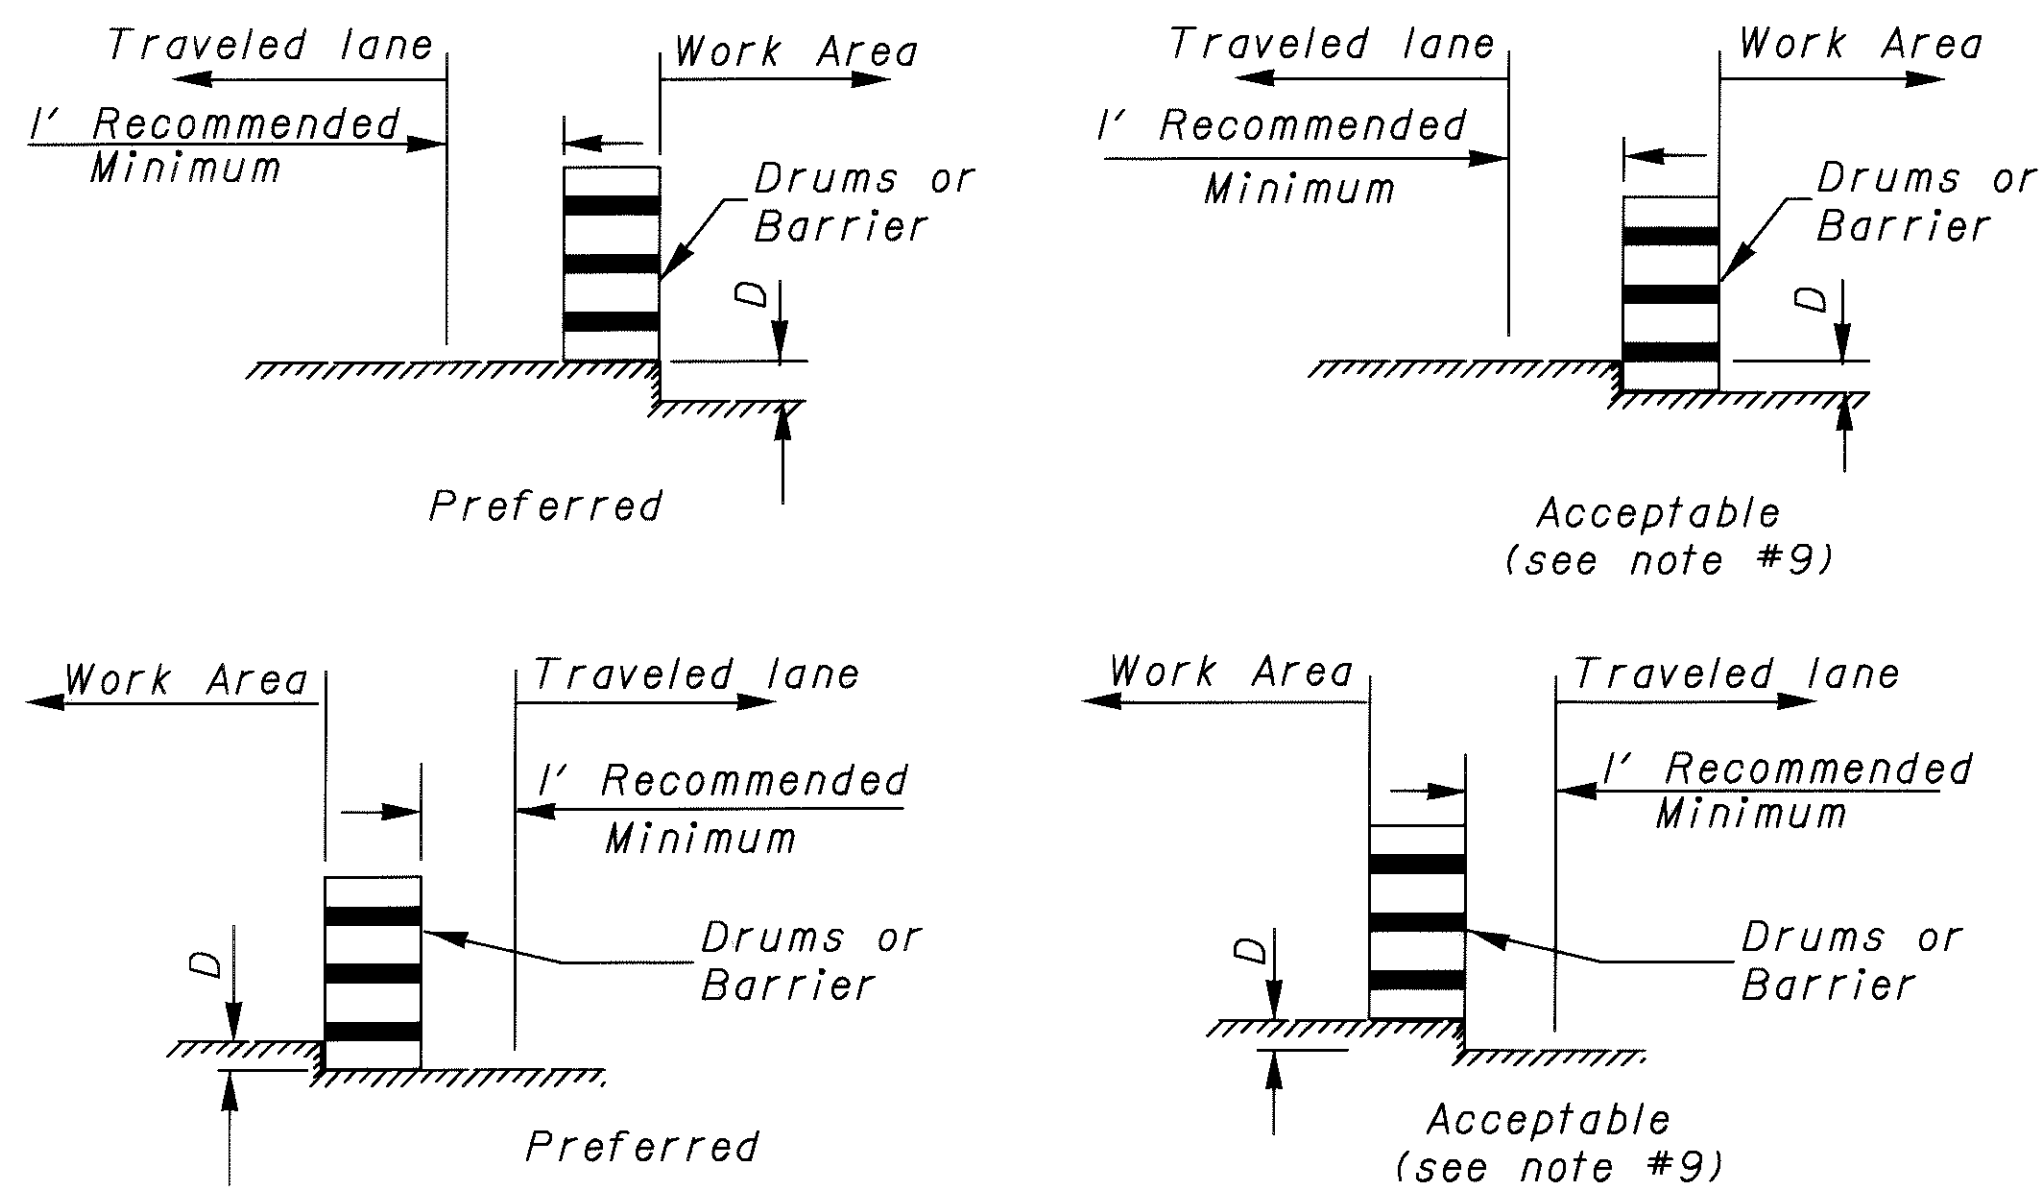 Traveled lane
Work Area
1' Recommended
Minimum
Drums or
Barrier
D
Preferred
Traveled lane
Work Area
1' Recommended
Minimum
Drums or
Barrier
D
Acceptable
(see note #9)
Work Area
Traveled lane
1' Recommended
Minimum
Drums or
Barrier
D
Preferred
Work Area
Traveled lane
1' Recommended
Minimum
Drums or
Barrier
D
Acceptable
(see note #9)